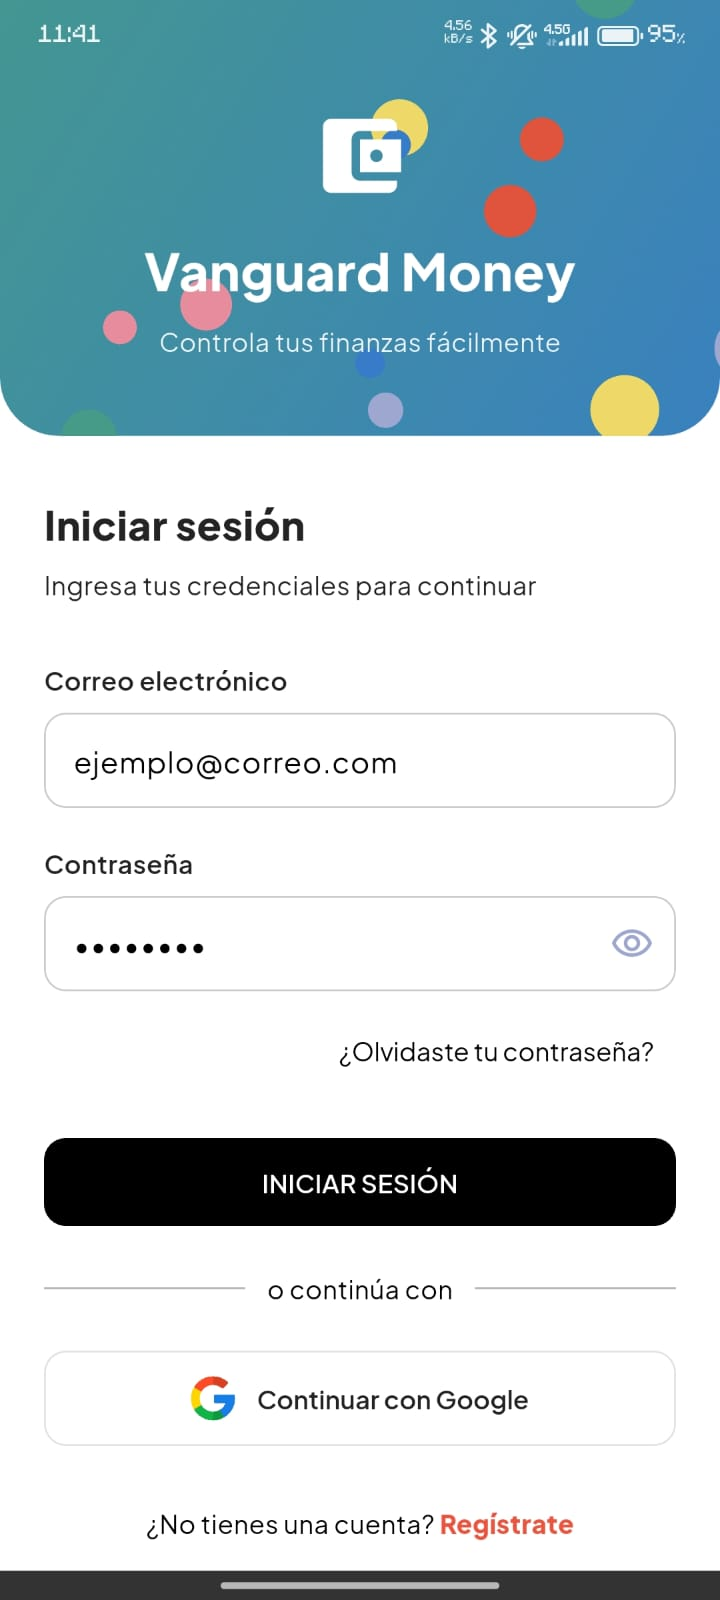 11:41
4.56 kB/s 4.5G 95%
Vanguard Money
Controla tus finanzas fácilmente
Iniciar sesión
Ingresa tus credenciales para continuar
Correo electrónico
ejemplo@correo.com
Contraseña
••••••••
¿Olvidaste tu contraseña?
INICIAR SESIÓN
o continúa con
Continuar con Google
¿No tienes una cuenta? Regístrate